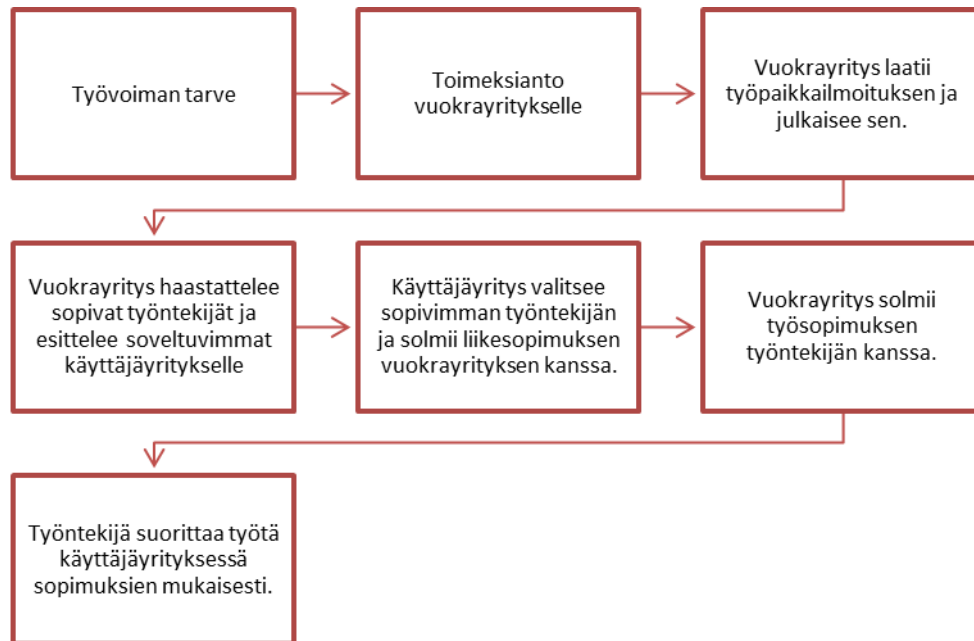 Työvoiman tarve
Toimeksianto
vuokrayritykselle
Vuokrayritys laatii
työpaikkailmoituksen ja
julkaisee sen.
Vuokrayritys haastattelee
sopivat työntekijät ja
esittelee soveltuvimmat
käyttäjäyritykselle
Käyttäjäyritys valitsee
sopivimman työntekijän
ja solmii liikesopimuksen
vuokrayrityksen kanssa.
Vuokrayritys solmii
työsopimuksen
työntekijän kanssa.
Työntekijä suorittaa työtä
käyttäjäyrityksessä
sopimuksien mukaisesti.